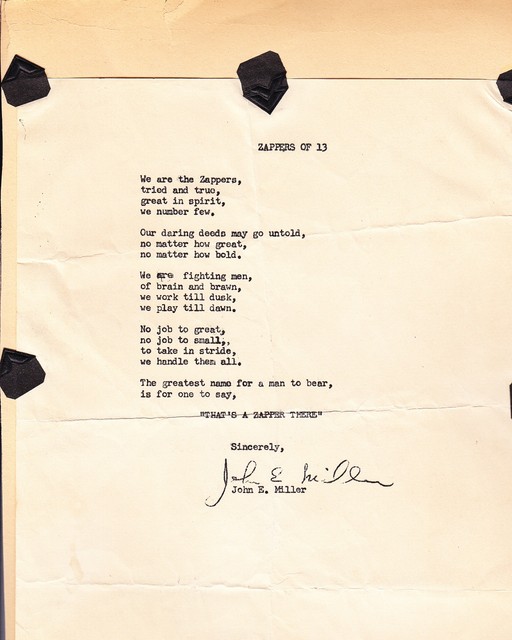 ZAPPERS OF 13
We are the Zappers,
tried and true,
great in spirit,
we number few.
Our daring deeds may go untold,
no matter how great,
no matter how bold.
We are fighting men,
of brain and brawn,
we work till dusk,
we play till dawn.
No job to great,
no job to small,,
to take in stride,
we handle them all.
The greatest name for a man to bear,
is for one to say,
"THAT'S A ZAPPER THERE"
Sincerely,
John E Miller
John E. Miller